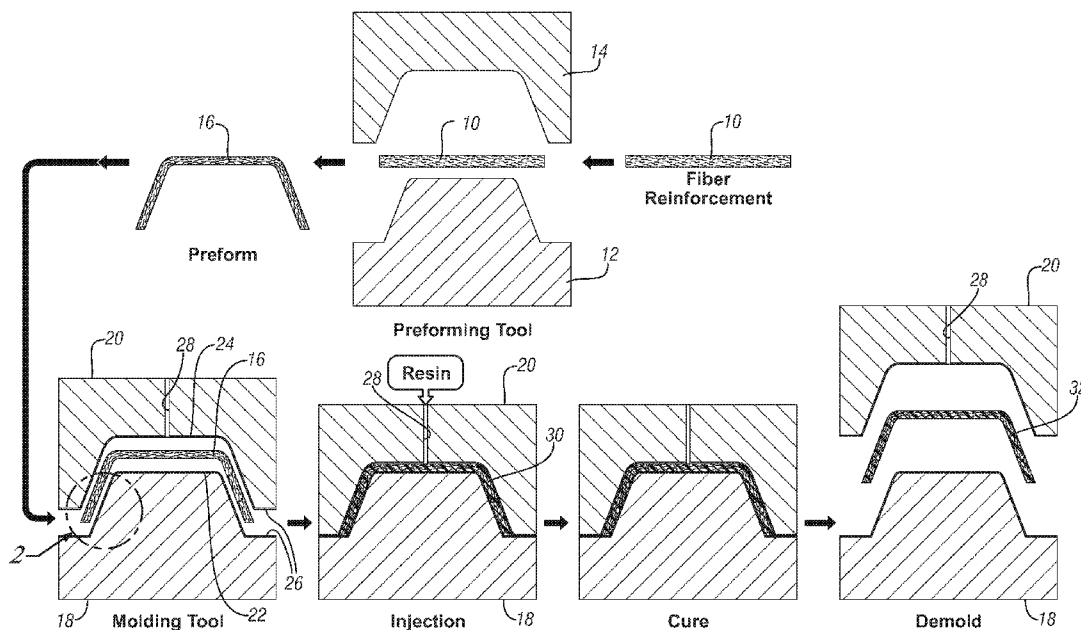 14
16
10
10
Fiber
Reinforcement
Preform
12
Preforming Tool
20
28
20
28
24
16
Resin
28
20
30
32
2
26
18
22
18
18
Molding Tool
Injection
Cure
Demold